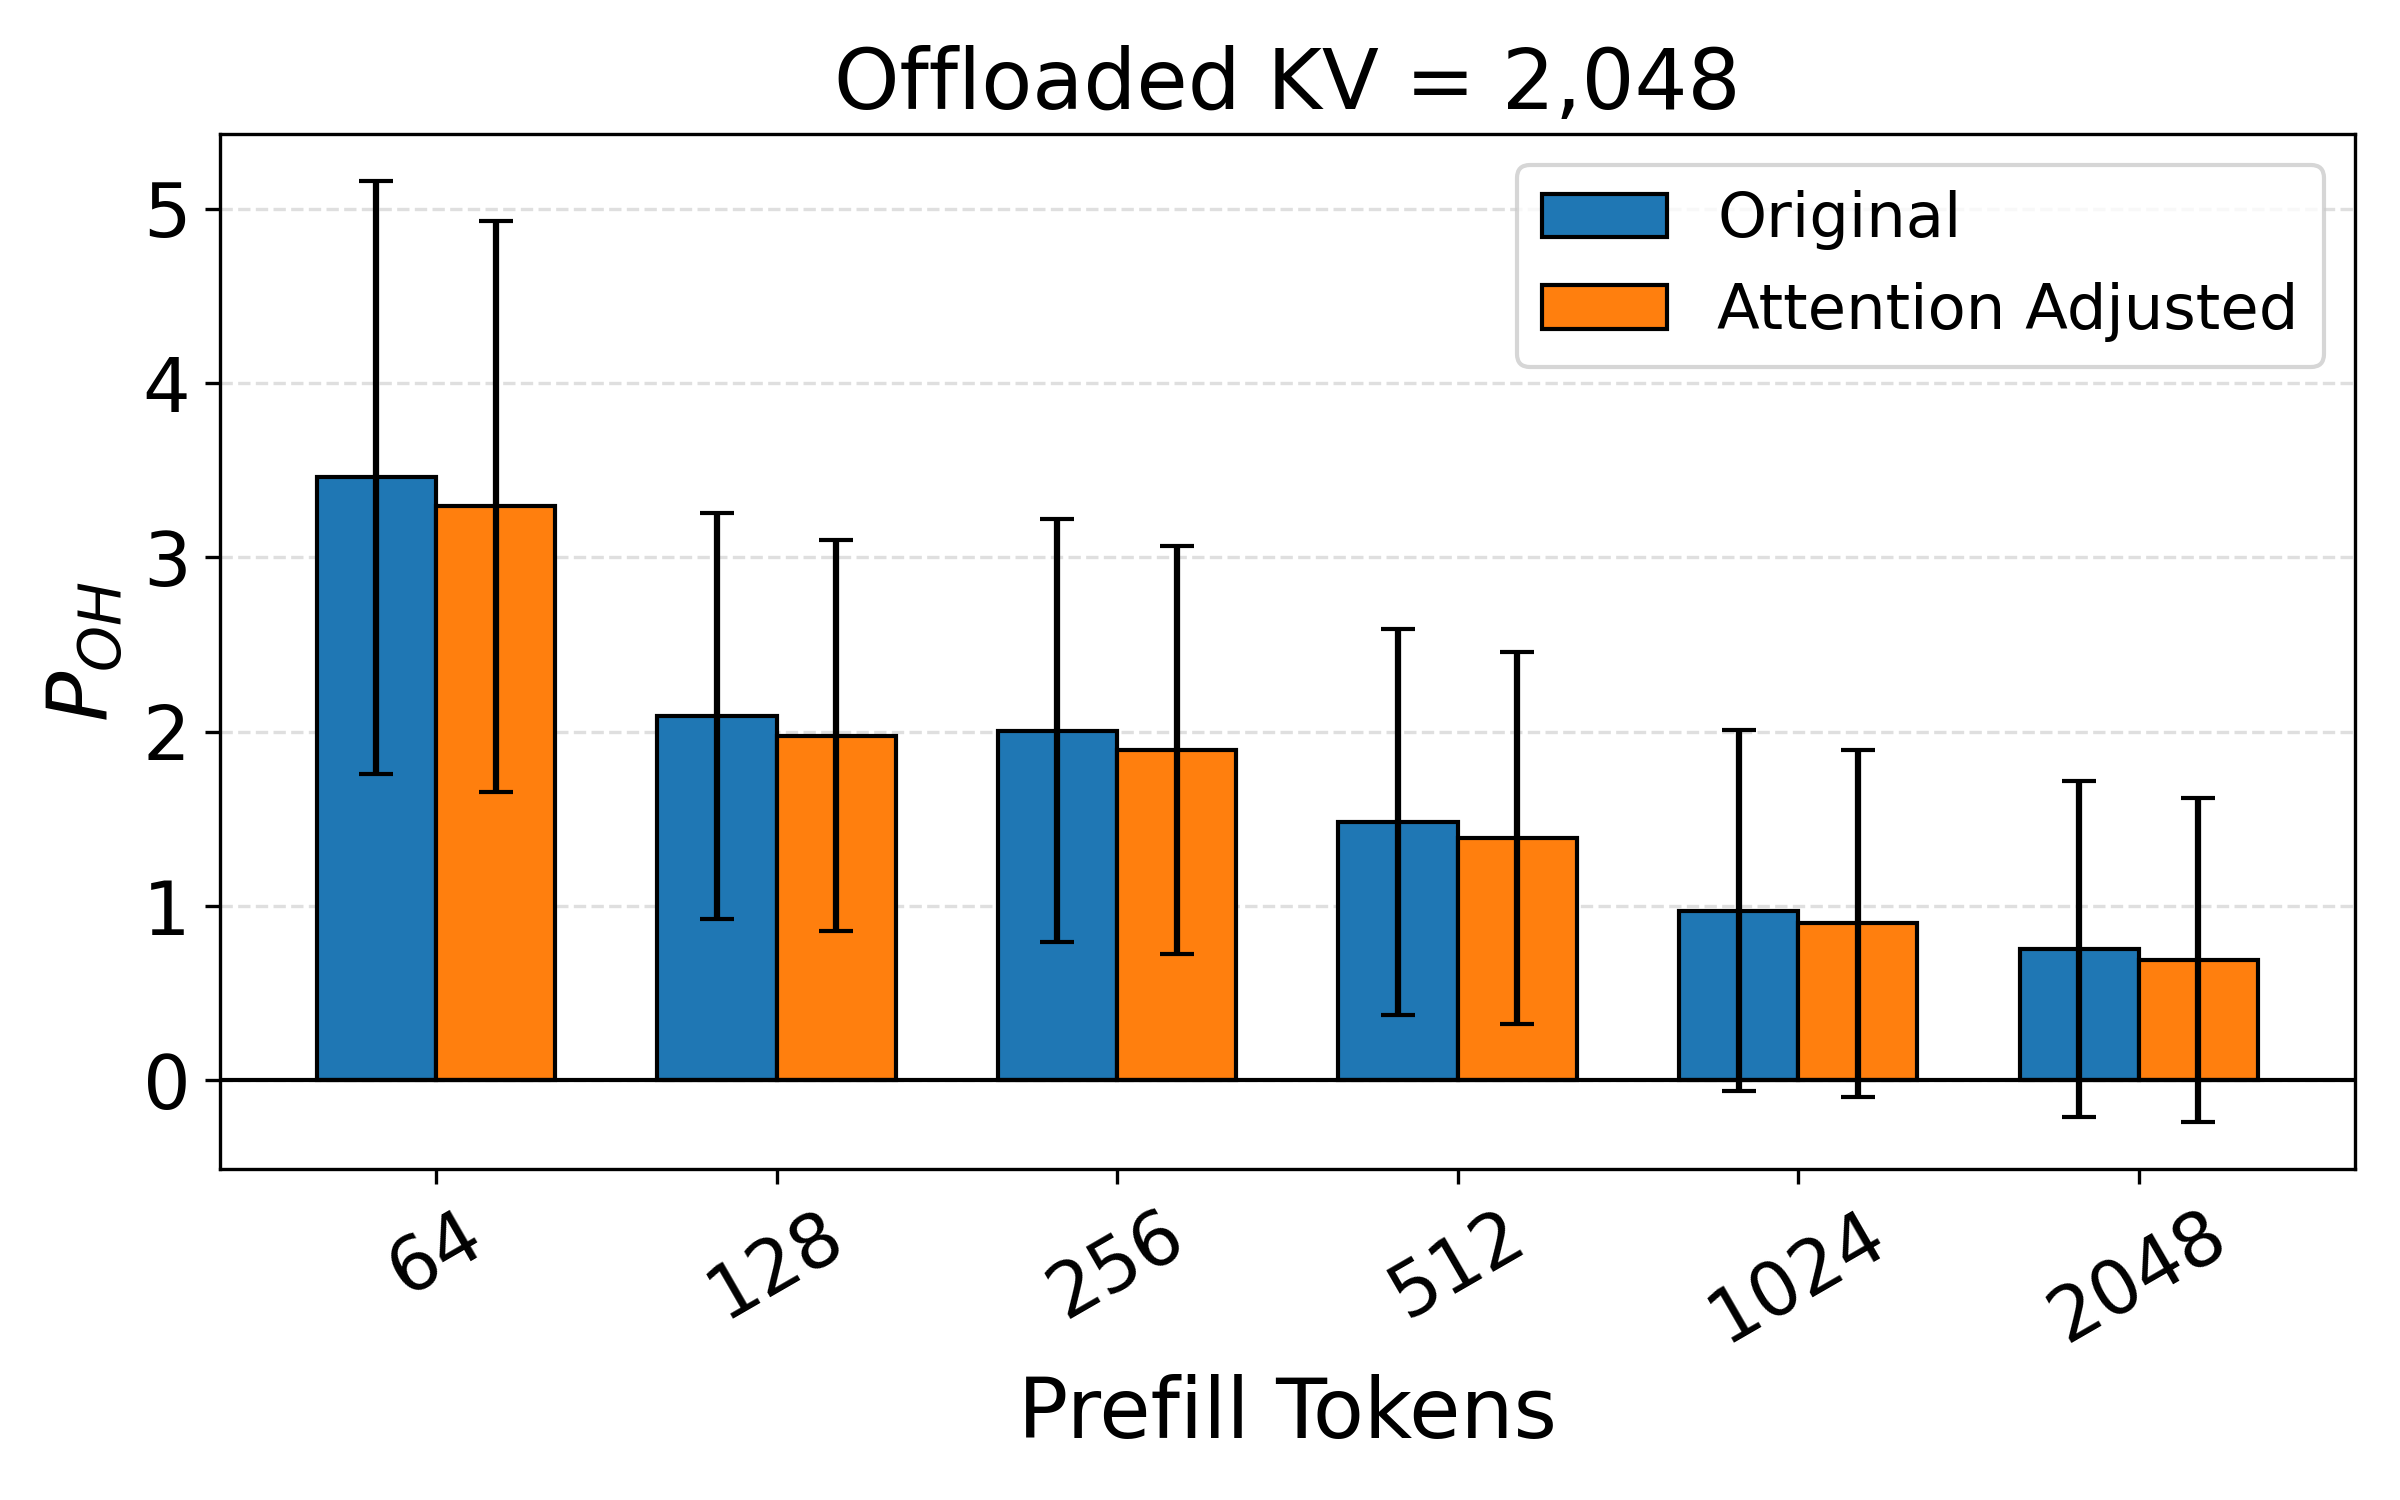 Offloaded KV = 2,048
Original
Attention Adjusted
5
4
3
2
1
0
P_OH
64
128
256
512
1024
2048
Prefill Tokens